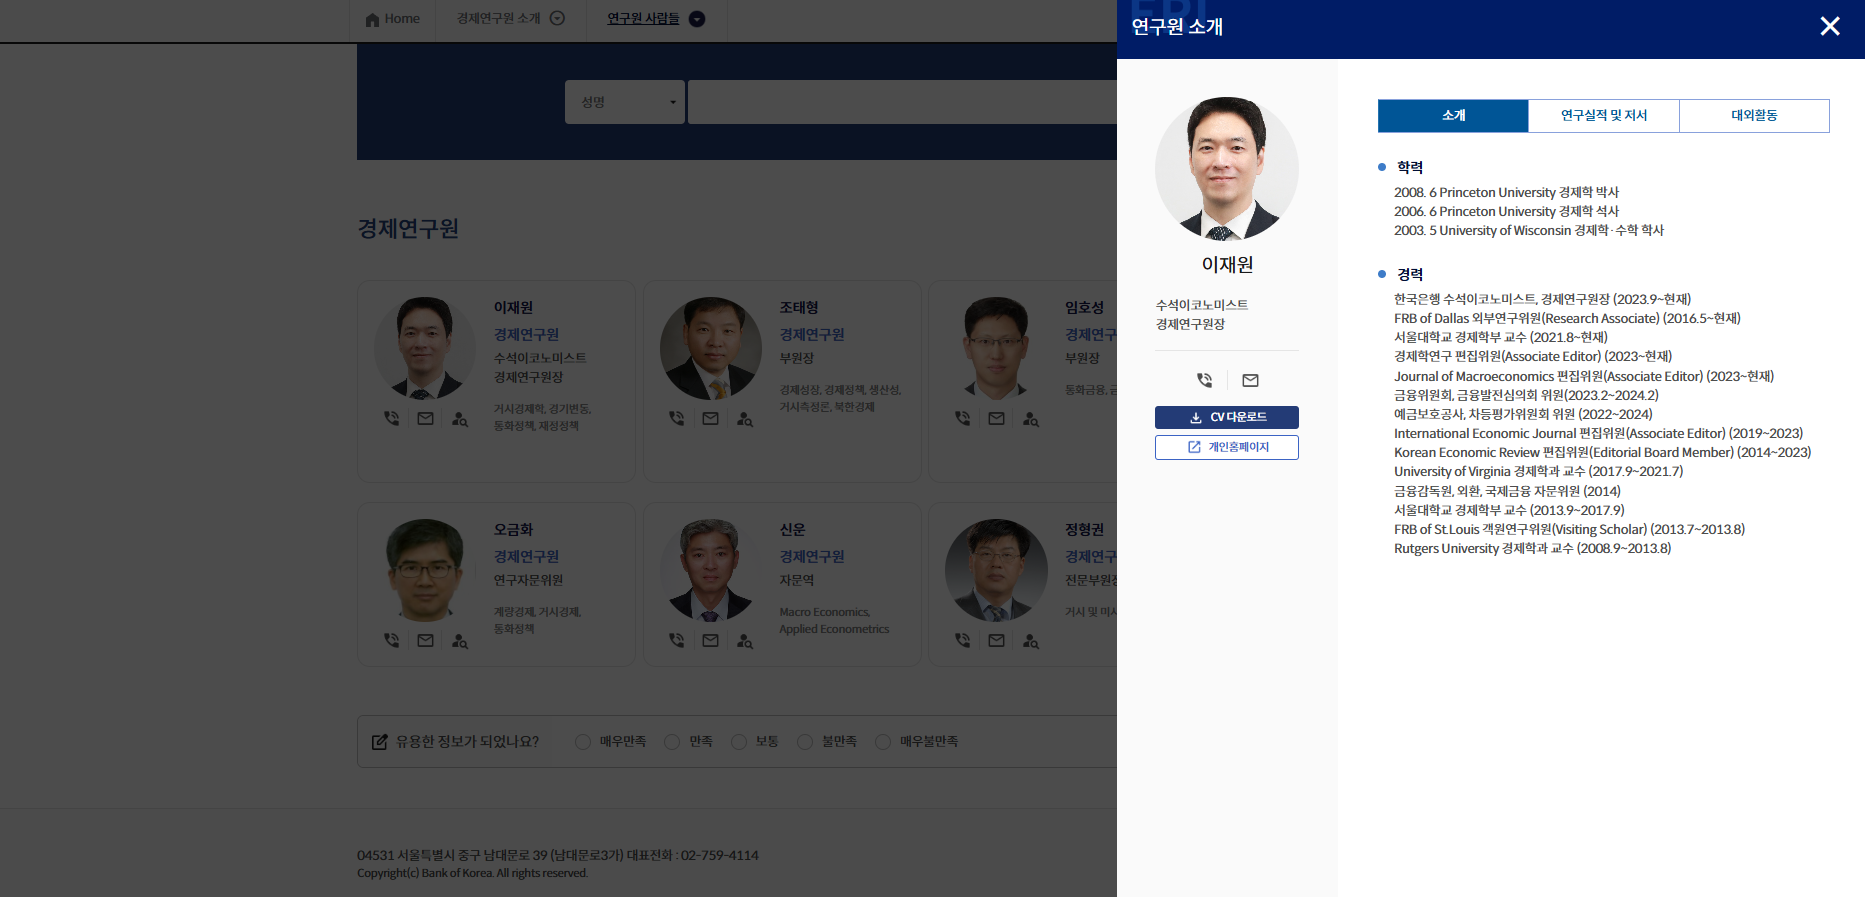 Home
경제연구원 소개
연구원 사람들
성명
경제연구원
이재원
경제연구원
수석이코노미스트
경제연구원장
거시경제학, 경기변동,
통화정책, 재정정책
조태형
경제연구원
부원장
경제성장, 경제정책, 생산성,
거시측정론, 북한경제
임호성
경제연구
부원장
통화금융, 금
오금화
경제연구원
연구자문위원
계량경제, 거시경제,
통화정책
신운
경제연구원
자문역
Macro Economics,
Applied Econometrics
정형권
경제연구
전문부원장
거시 및 미시
유용한 정보가 되었나요?
매우만족
만족
보통
불만족
매우불만족
04531 서울특별시 중구 남대문로 39 (남대문로3가) 대표전화 : 02-759-4114
Copyright(c) Bank of Korea. All rights reserved.
ERI
연구원 소개
이재원
수석이코노미스트
경제연구원장
CV 다운로드
개인홈페이지
소개
연구실적 및 저서
대외활동
학력
2008. 6 Princeton University 경제학 박사
2006. 6 Princeton University 경제학 석사
2003. 5 University of Wisconsin 경제학·수학 학사
경력
한국은행 수석이코노미스트, 경제연구원장 (2023.9~현재)
FRB of Dallas 외부연구위원(Research Associate) (2016.5~현재)
서울대학교 경제학부 교수 (2021.8~현재)
경제학연구 편집위원(Associate Editor) (2023~현재)
Journal of Macroeconomics 편집위원(Associate Editor) (2023~현재)
금융위원회, 금융발전심의회 위원(2023.2~2024.2)
예금보호공사, 차등평가위원회 위원 (2022~2024)
International Economic Journal 편집위원(Associate Editor) (2019~2023)
Korean Economic Review 편집위원(Editorial Board Member) (2014~2023)
University of Virginia 경제학과 교수 (2017.9~2021.7)
금융감독원, 외환, 국제금융 자문위원 (2014)
서울대학교 경제학부 교수 (2013.9~2017.9)
FRB of St.Louis 객원연구위원(Visiting Scholar) (2013.7~2013.8)
Rutgers University 경제학과 교수 (2008.9~2013.8)